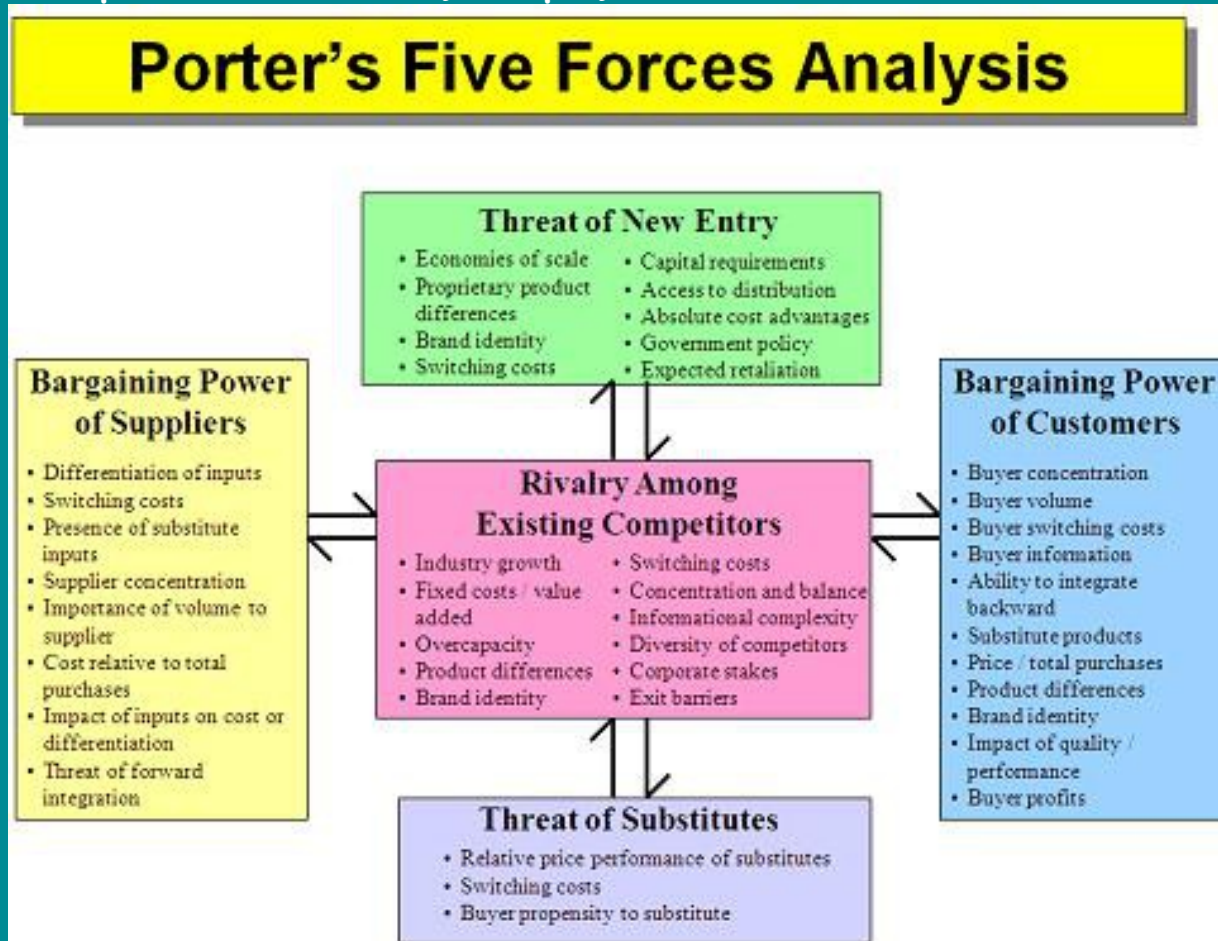 Porter's Five Forces Analysis
Threat of New Entry
• Economies of scale
• Proprietary product
differences
• Brand identity
• Switching costs
• Capital requirements
• Access to distribution
• Absolute cost advantages
• Government policy
• Expected retaliation
Bargaining Power
of Suppliers
• Differentiation of inputs
• Switching costs
• Presence of substitute
inputs
• Supplier concentration
• Importance of volume to
supplier
• Cost relative to total
purchases
• Impact of inputs on cost or
differentiation
• Threat of forward
integration
Rivalry Among
Existing Competitors
• Industry growth
• Fixed costs / value
added
• Overcapacity
• Product differences
• Brand identity
• Switching costs
• Concentration and balance
• Informational complexity
• Diversity of competitors
• Corporate stakes
• Exit barriers
Bargaining Power
of Customers
• Buyer concentration
• Buyer volume
• Buyer switching costs
• Buyer information
• Ability to integrate
backward
• Substitute products
• Price / total purchases
• Product differences
• Brand identity
• Impact of quality /
performance
• Buyer profits
Threat of Substitutes
• Relative price performance of substitutes
• Switching costs
• Buyer propensity to substitute